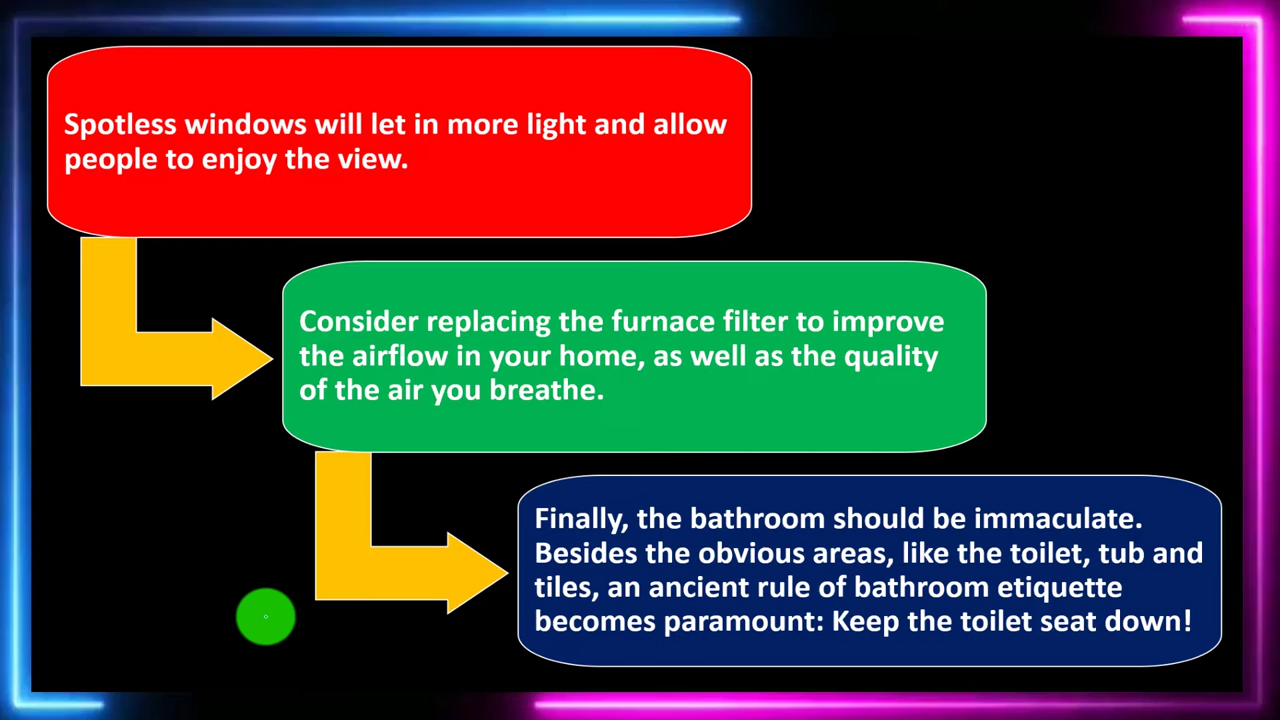 Spotless windows will let in more light and allow
people to enjoy the view.
Consider replacing the furnace filter to improve
the airflow in your home, as well as the quality
of the air you breathe.
Finally, the bathroom should be immaculate.
Besides the obvious areas, like the toilet, tub and
tiles, an ancient rule of bathroom etiquette
becomes paramount: Keep the toilet seat down!